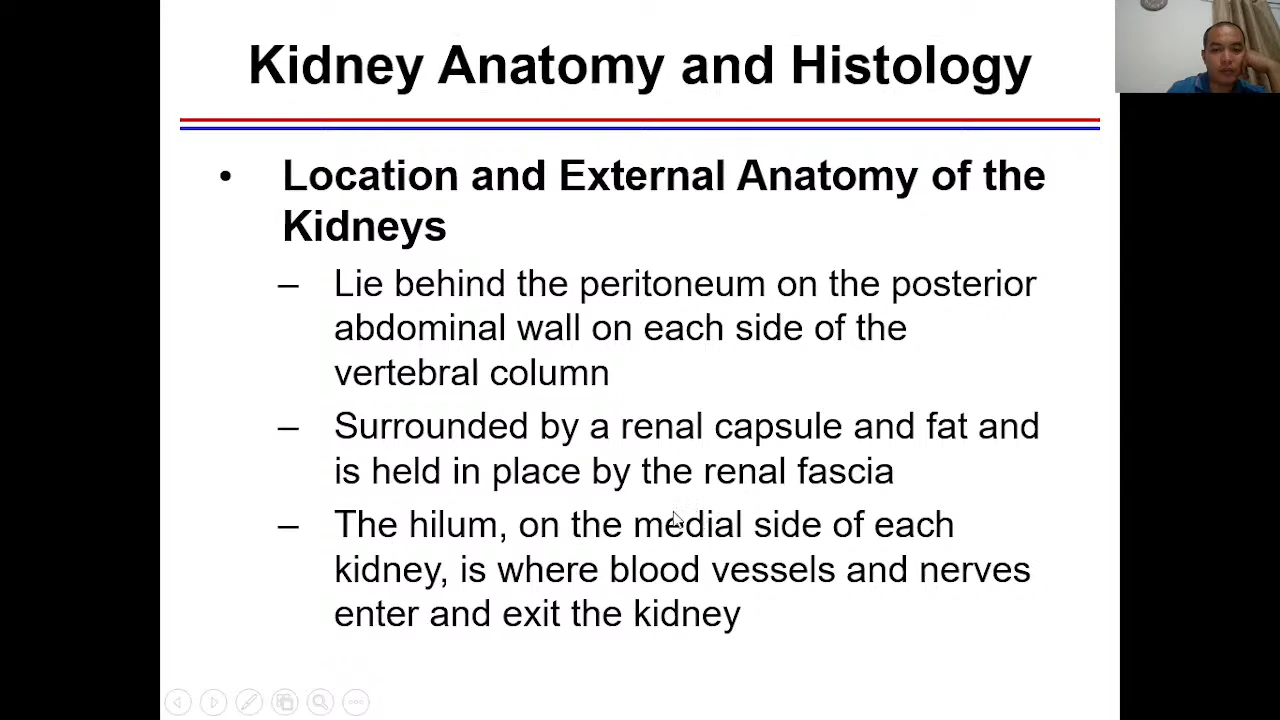 Kidney Anatomy and Histology
• Location and External Anatomy of the
Kidneys
– Lie behind the peritoneum on the posterior
abdominal wall on each side of the
vertebral column
– Surrounded by a renal capsule and fat and
is held in place by the renal fascia
– The hilum, on the medial side of each
kidney, is where blood vessels and nerves
enter and exit the kidney